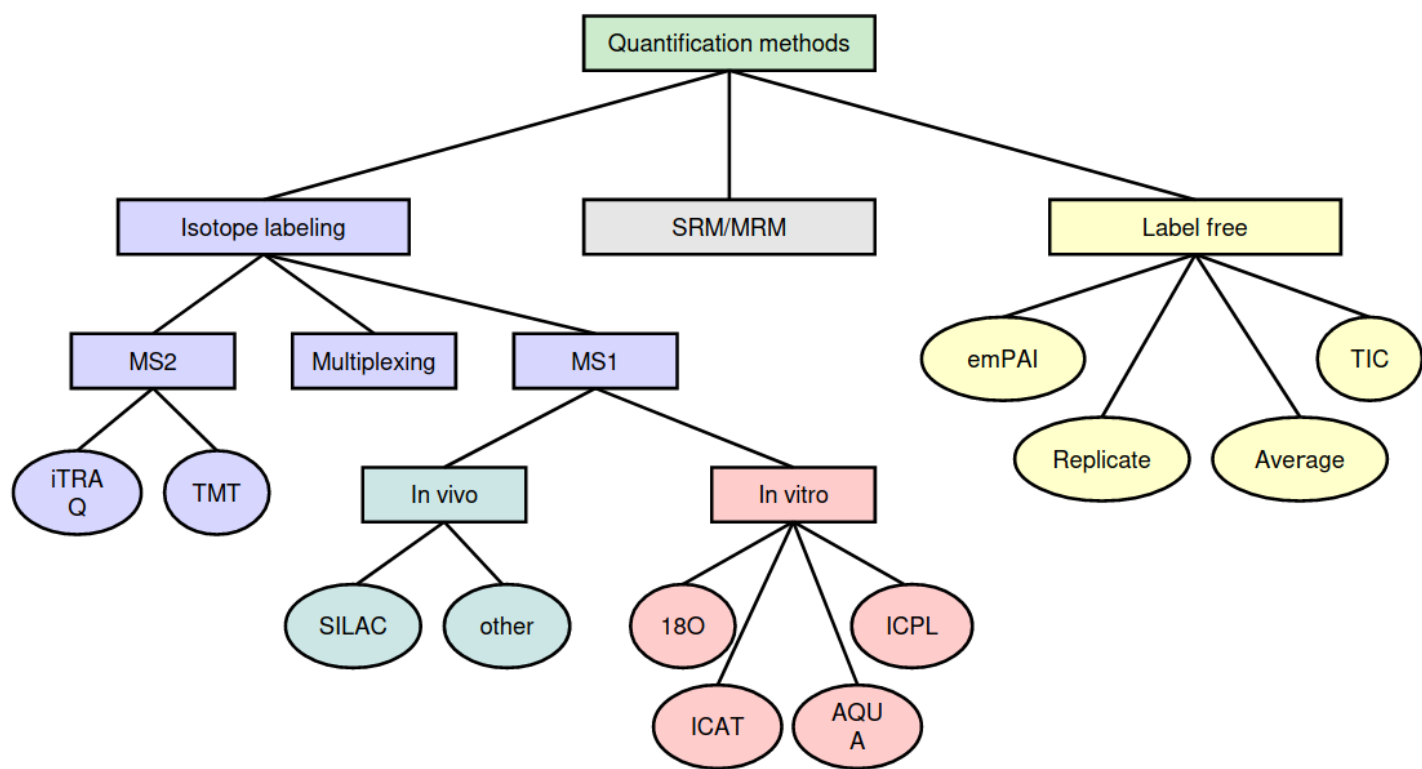 Quantification methods
Isotope labeling
SRM/MRM
Label free
MS2
Multiplexing
MS1
emPAI
TIC
Replicate
Average
iTRA
Q
TMT
In vivo
In vitro
SILAC
other
18O
ICPL
ICAT
AQU
A